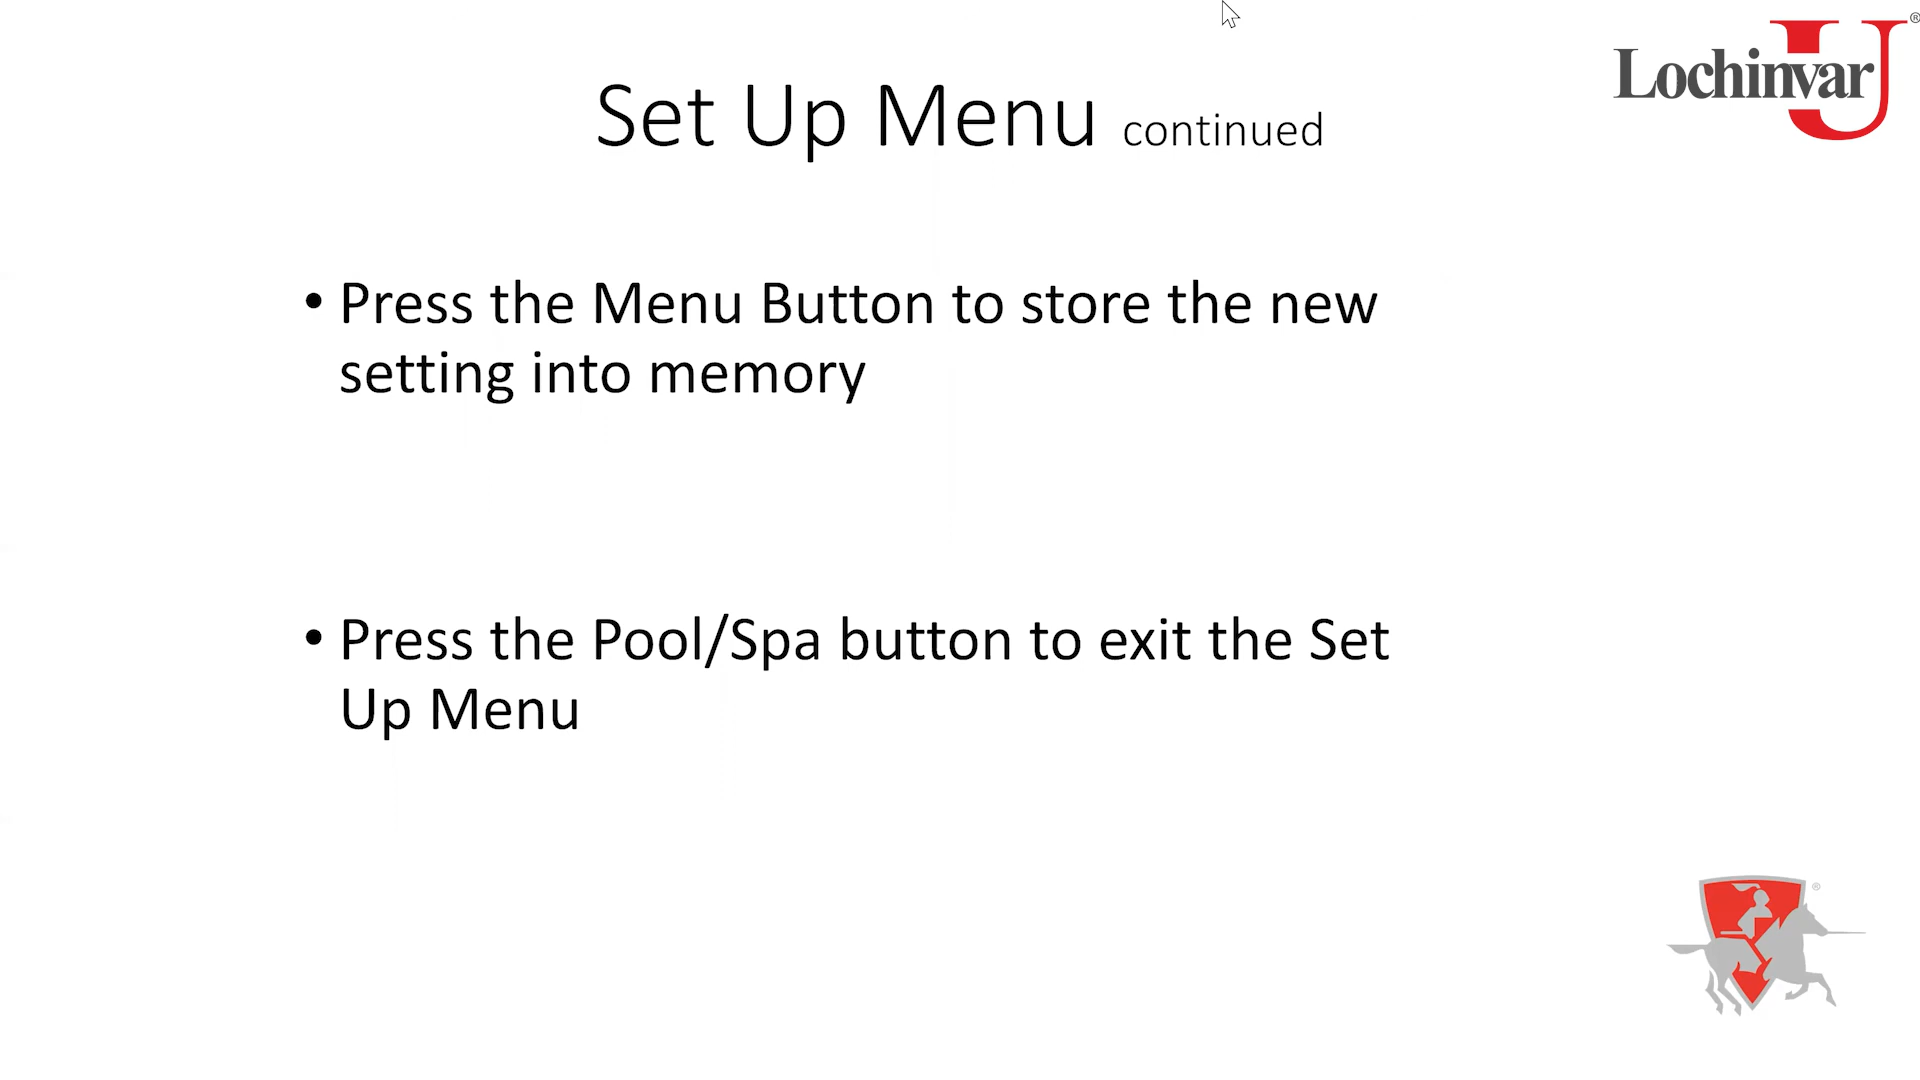 Lochinvar U ®
Set Up Menu continued
• Press the Menu Button to store the new
setting into memory
• Press the Pool/Spa button to exit the Set
Up Menu
®